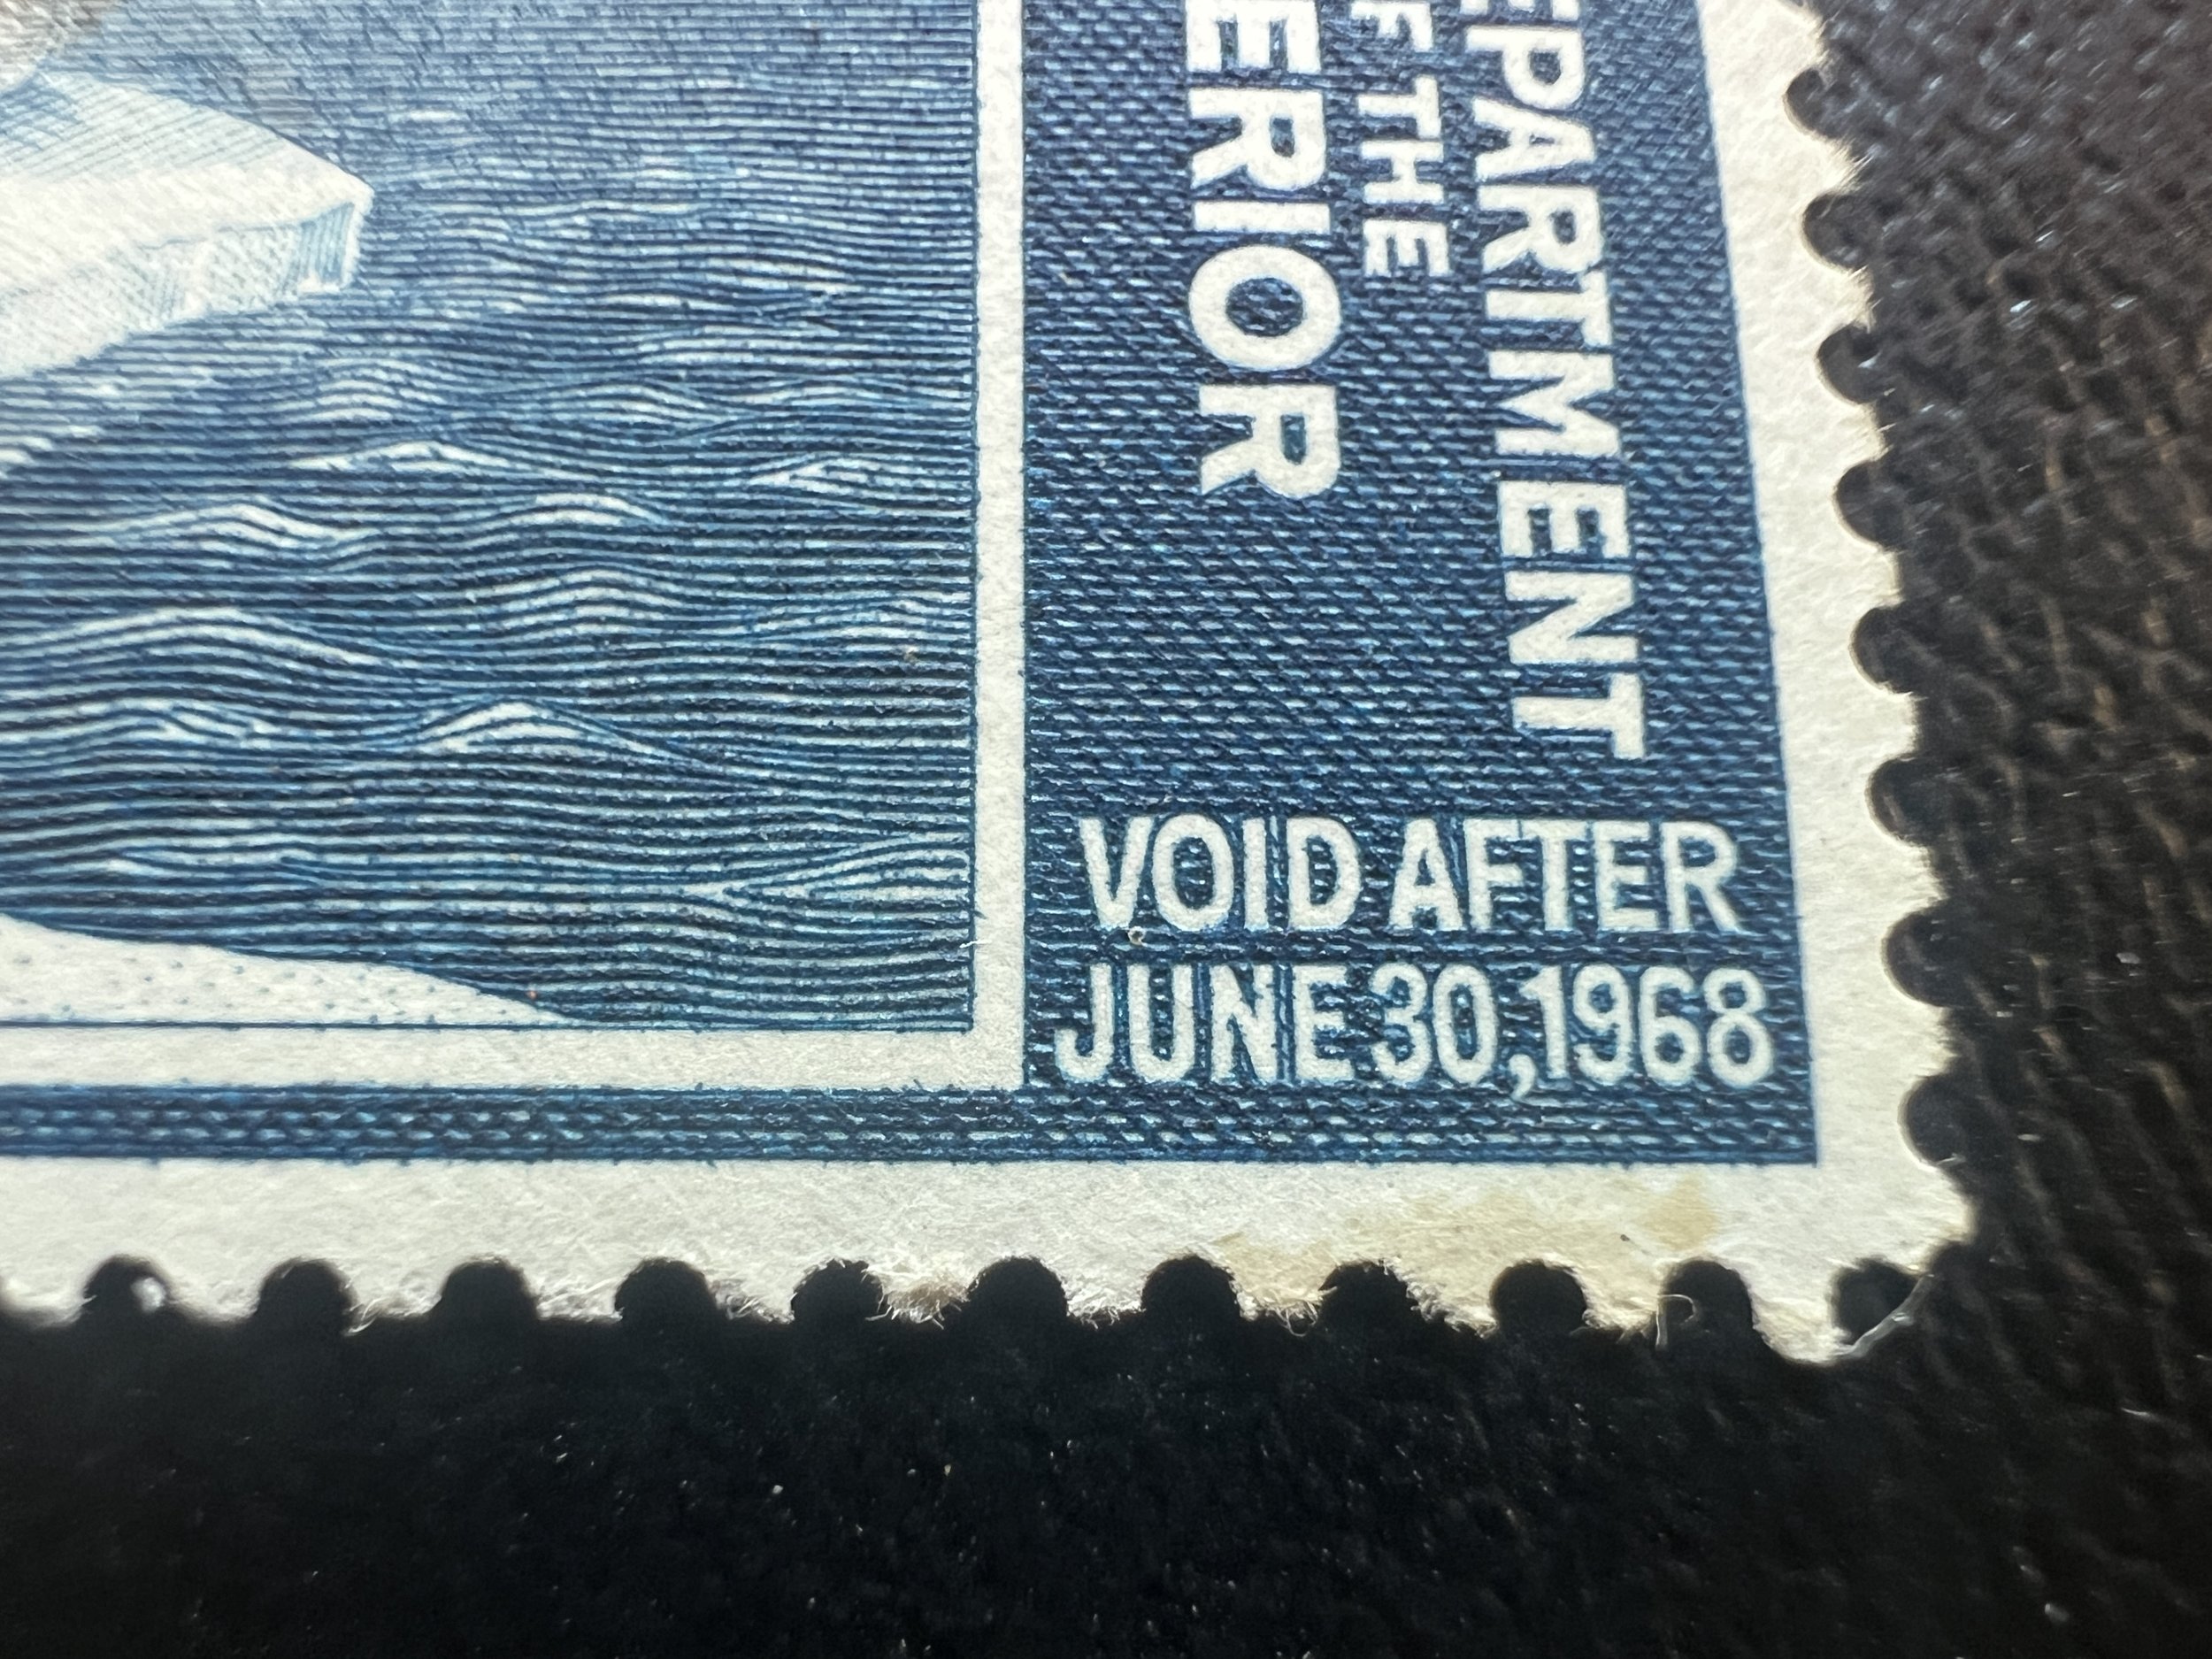 EPARTMENT
F THE
ERIOR
VOID AFTER
JUNE 30, 1968